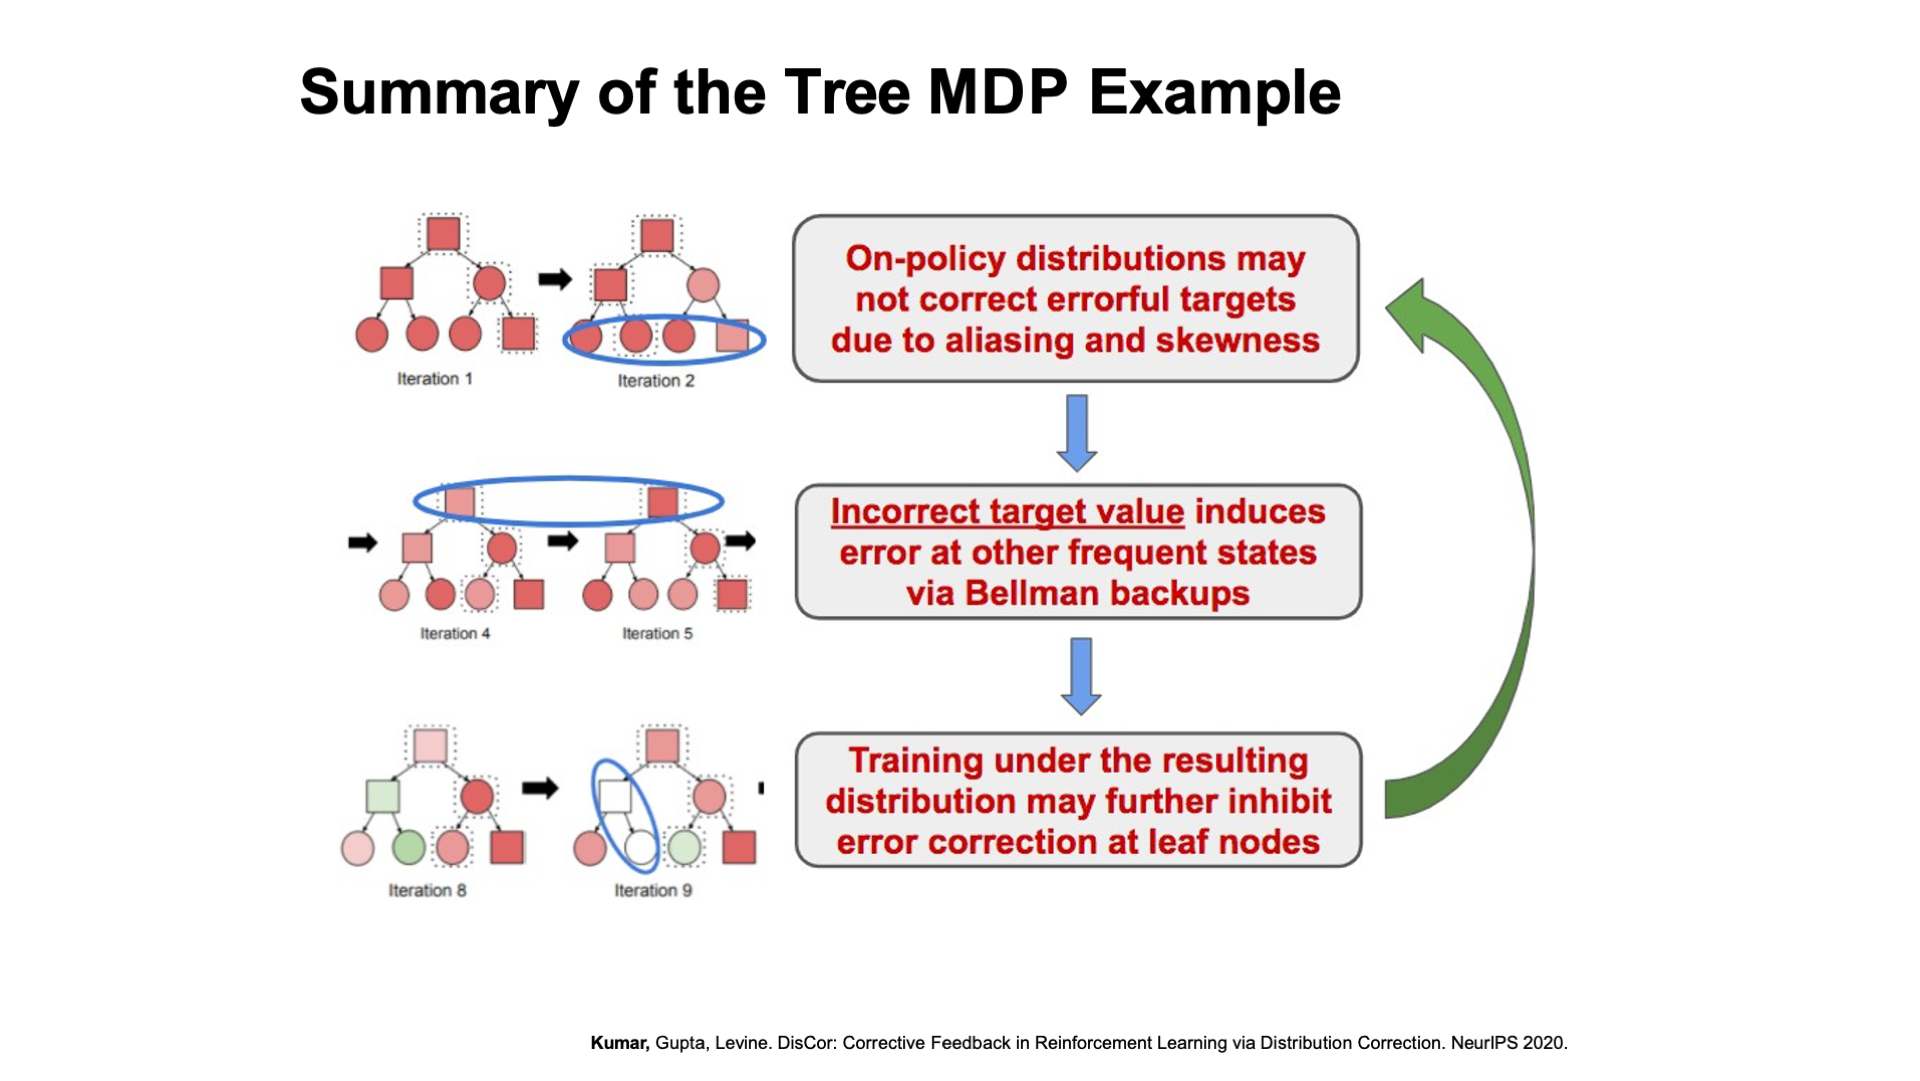 Summary of the Tree MDP Example
Iteration 1
Iteration 2
On-policy distributions may
not correct errorful targets
due to aliasing and skewness
Iteration 4
Iteration 5
Incorrect target value induces
error at other frequent states
via Bellman backups
Iteration 8
Iteration 9
Training under the resulting
distribution may further inhibit
error correction at leaf nodes
Kumar, Gupta, Levine. DisCor: Corrective Feedback in Reinforcement Learning via Distribution Correction. NeurIPS 2020.